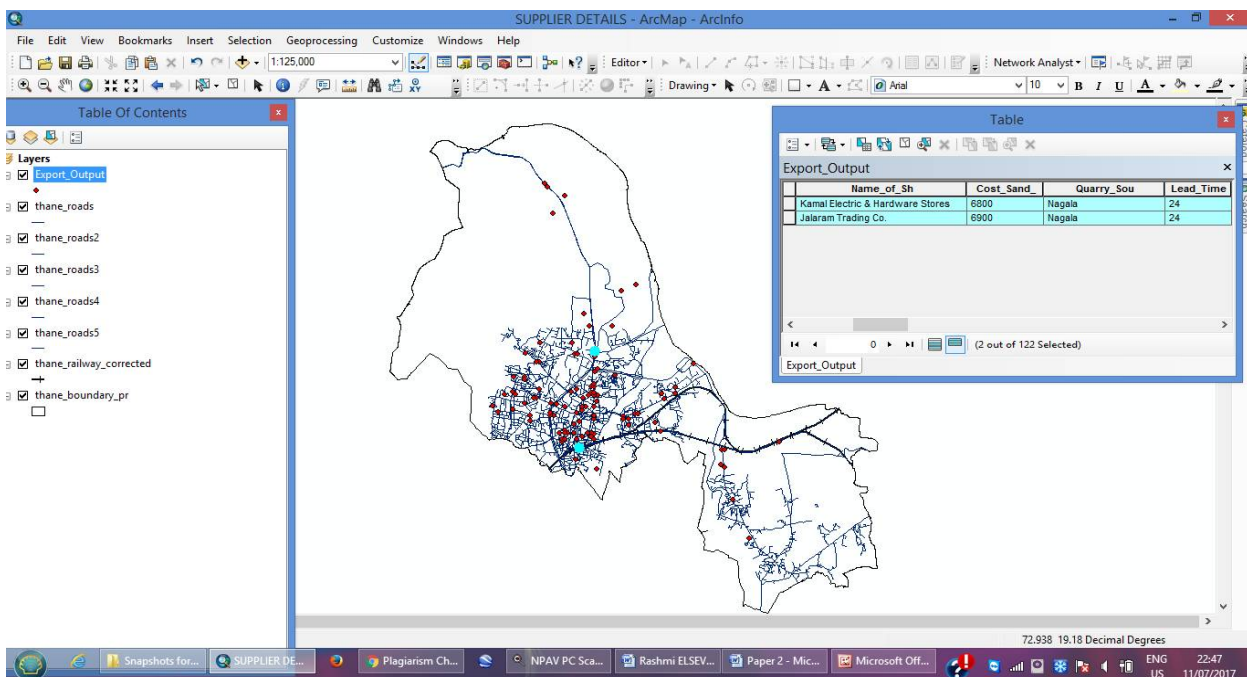 SUPPLIER DETAILS - ArcMap - ArcInfo
File Edit View Bookmarks Insert Selection Geoprocessing Customize Windows Help
1:125,000 Editor Network Analyst
Drawing A Arial 10 B I U A
Table Of Contents
Layers
Export_Output
thane_roads
thane_roads2
thane_roads3
thane_roads4
thane_roads5
thane_railway_corrected
thane_boundary_pr
Table
Export_Output
Name_of_Sh Cost_Sand_ Quarry_Sou Lead_Time
Kamal Electric & Hardware Stores 6800 Nagala 24
Jalaram Trading Co. 6900 Nagala 24
0 (2 out of 122 Selected)
Export_Output
72.938 19.18 Decimal Degrees
Snapshots for... SUPPLIER DE... Plagiarism Ch... NPAV PC Sca... Rashmi ELSEV... Paper 2 - Mic... Microsoft Off... ENG 22:47
US 11/07/2017